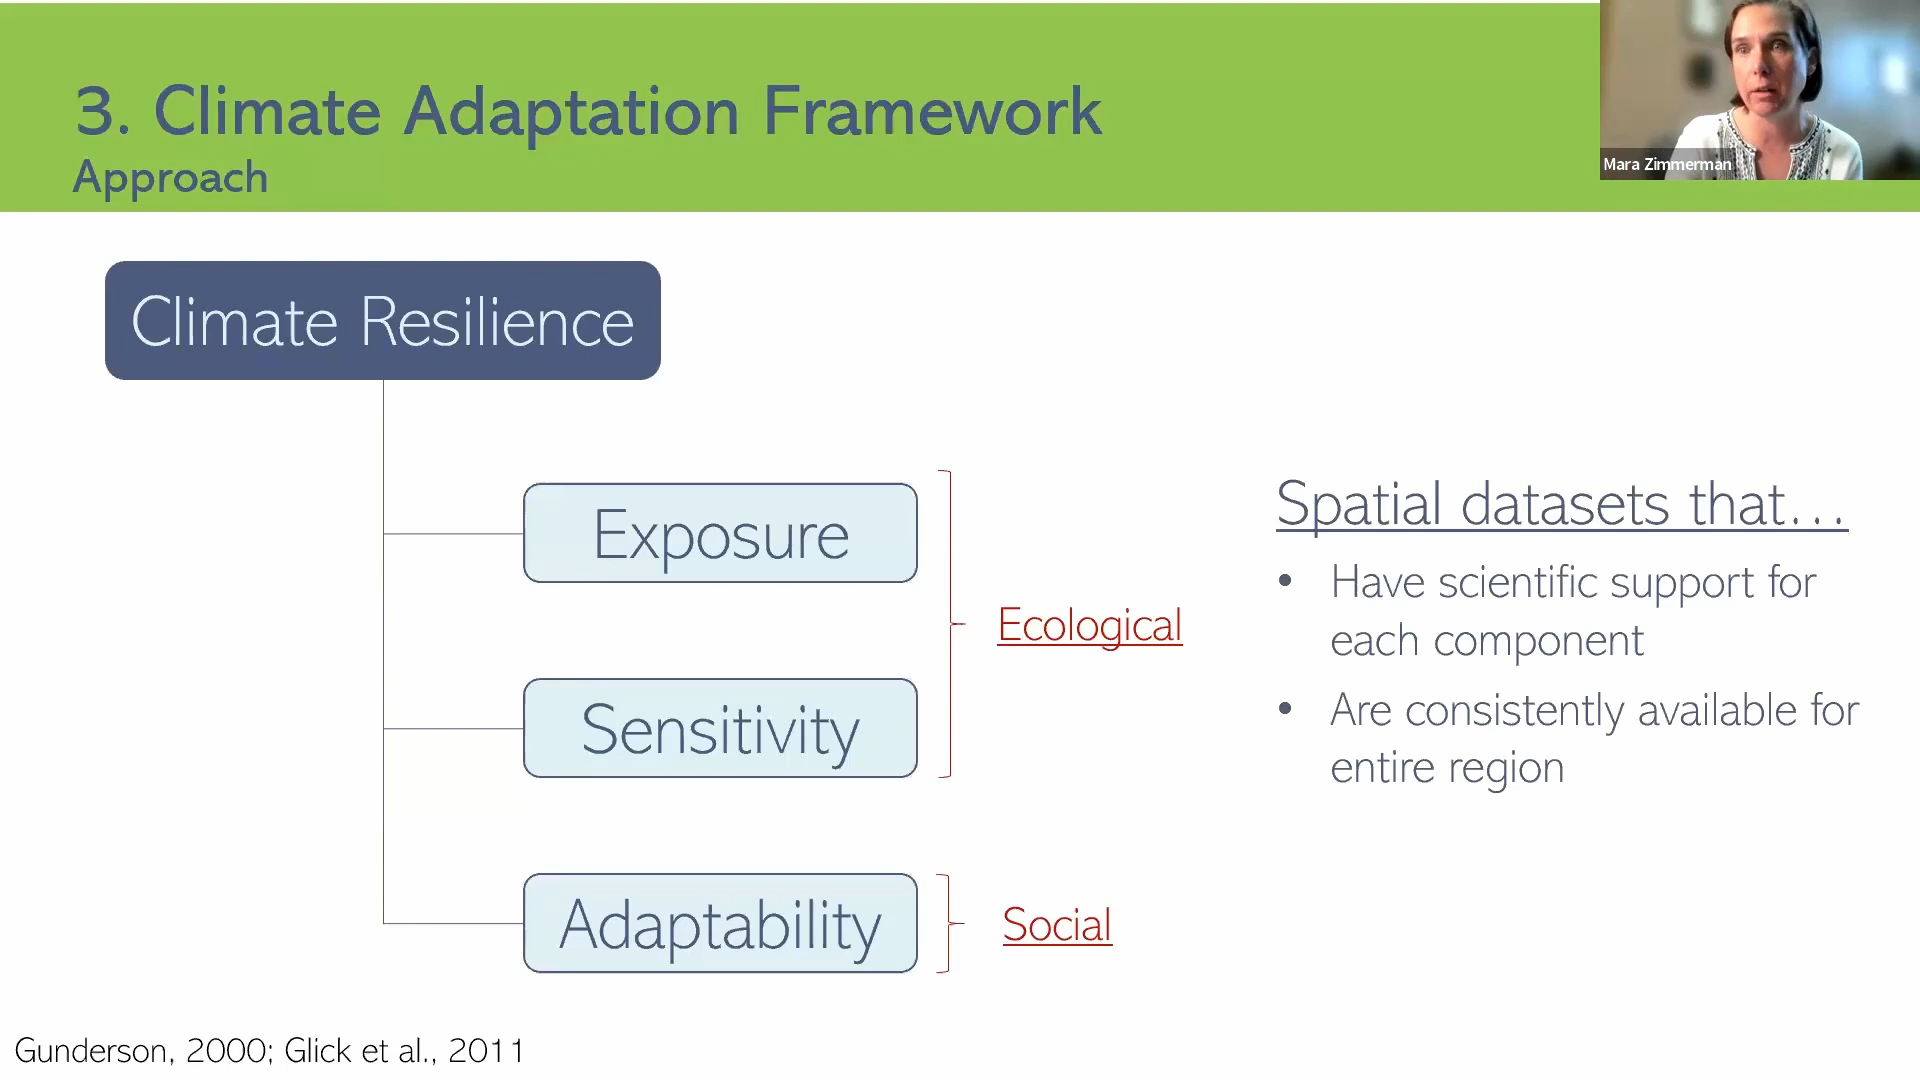 3. Climate Adaptation Framework
Approach
Mara Zimmerman
Climate Resilience
Exposure
Sensitivity
Adaptability
Ecological
Social
Spatial datasets that...
• Have scientific support for
each component
• Are consistently available for
entire region
Gunderson, 2000; Glick et al., 2011